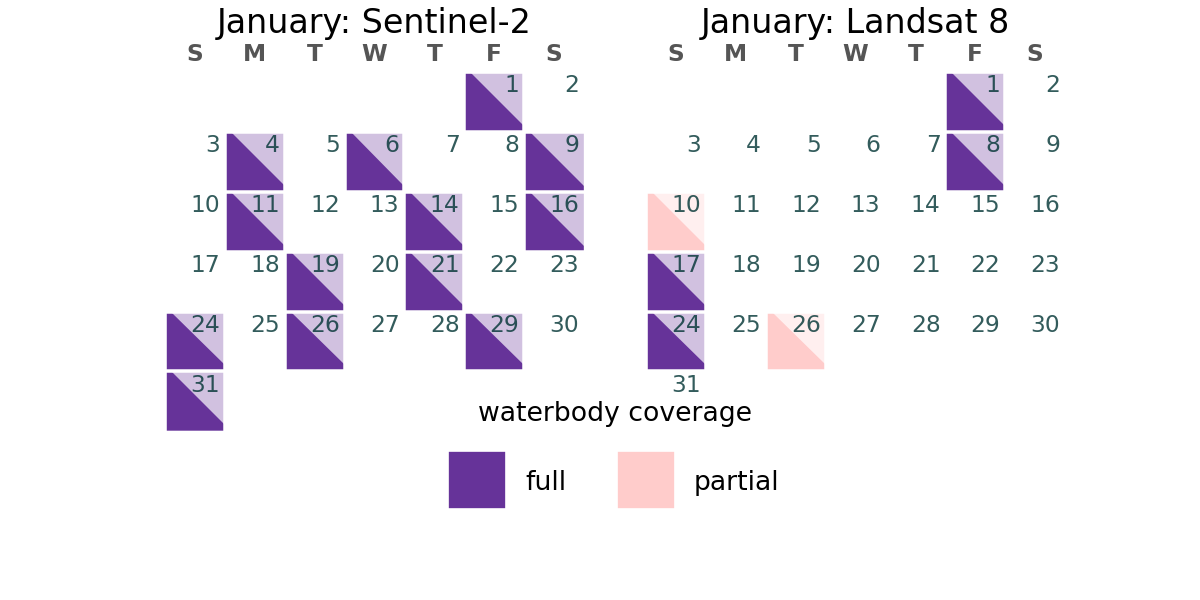 January: Sentinel-2
S M T W T F S
1 2
3 4 5 6 7 8 9
10 11 12 13 14 15 16
17 18 19 20 21 22 23
24 25 26 27 28 29 30
31
January: Landsat 8
S M T W T F S
1 2
3 4 5 6 7 8 9
10 11 12 13 14 15 16
17 18 19 20 21 22 23
24 25 26 27 28 29 30
31
waterbody coverage
full partial